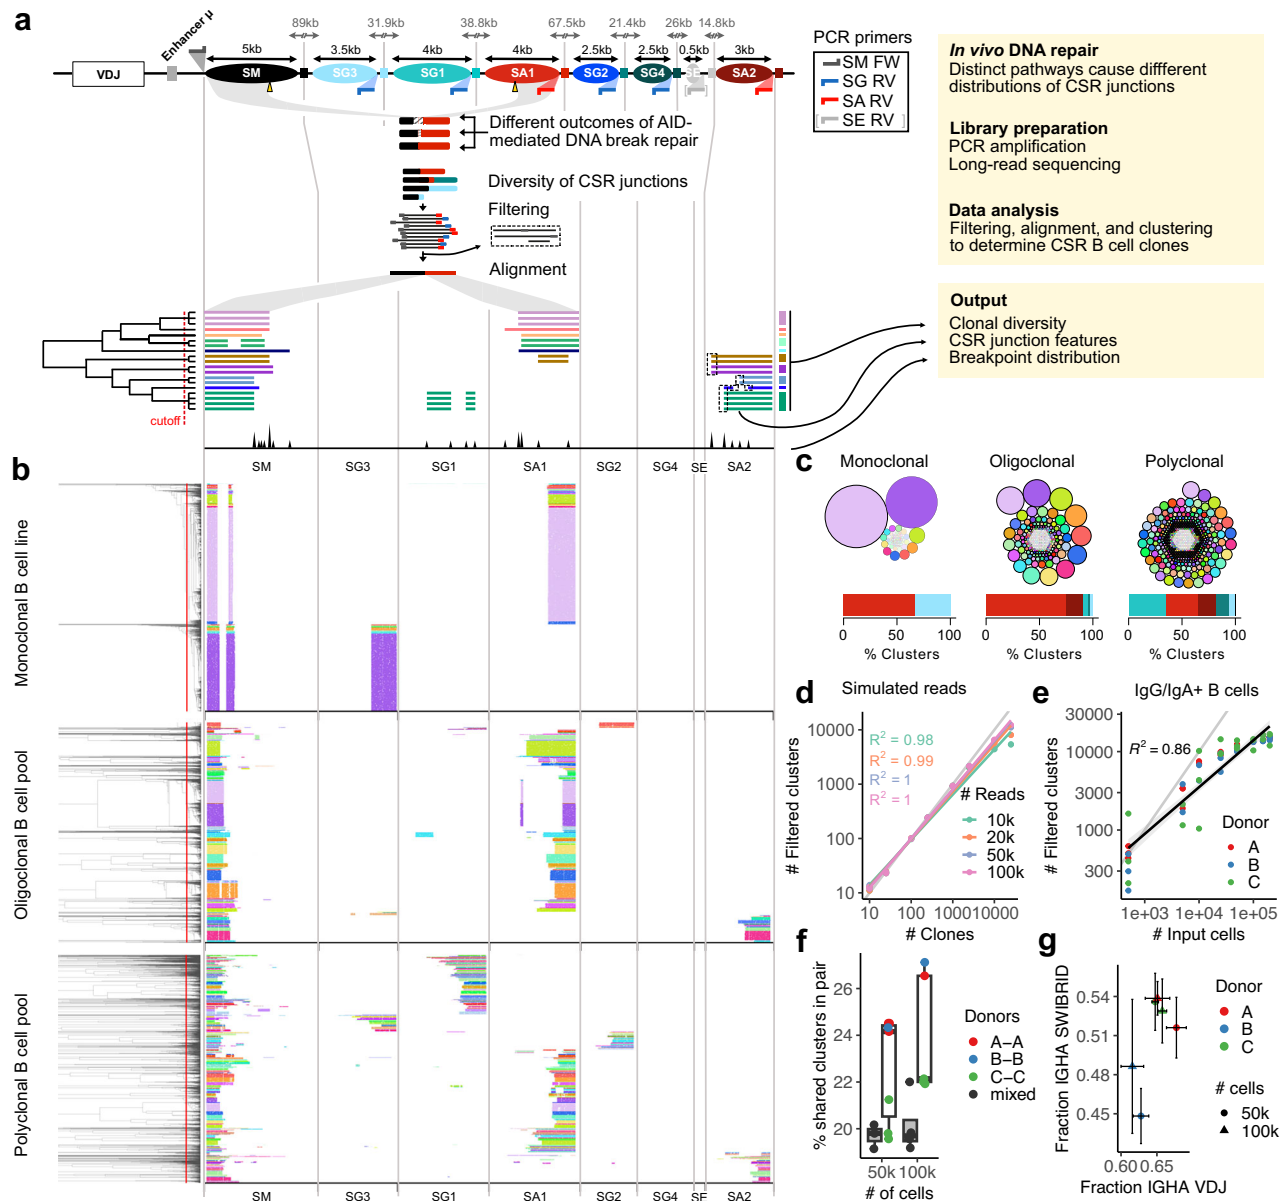 a
Enhancer μ
89kb
31.9kb
38.8kb
67.5kb
21.4kb
26kb
14.8kb
5kb
3.5kb
4kb
4kb
2.5kb
2.5kb
0.5kb
3kb
VDJ
SM
SG3
SG1
SA1
SG2
SG4
SE
SA2
PCR primers
SM FW
SG RV
SA RV
[ SE RV ]
Different outcomes of AID-
mediated DNA break repair
Diversity of CSR junctions
Filtering
Alignment
In vivo DNA repair
Distinct pathways cause diffferent
distributions of CSR junctions
Library preparation
PCR amplification
Long-read sequencing
Data analysis
Filtering, alignment, and clustering
to determine CSR B cell clones
Output
Clonal diversity
CSR junction features
Breakpoint distribution
cutoff
b
SM
SG3
SG1
SA1
SG2
SG4
SE
SA2
Monoclonal B cell line
Oligoclonal B cell pool
Polyclonal B cell pool
SM
SG3
SG1
SA1
SG2
SG4
SE
SA2
c
Monoclonal
Oligoclonal
Polyclonal
0 50 100
0 50 100
0 50 100
% Clusters
% Clusters
% Clusters
d
Simulated reads
# Filtered clusters
10000
1000
100
10
R² = 0.98
R² = 0.99
R² = 1
R² = 1
# Reads
10k
20k
50k
100k
10 100 1000 10000
# Clones
e
IgG/IgA+ B cells
# Filtered clusters
30000
10000
3000
1000
300
R² = 0.86
Donor
A
B
C
1e+03 1e+04 1e+05
# Input cells
f
% shared clusters in pair
26
24
22
20
Donors
A−A
B−B
C−C
mixed
50k 100k
# of cells
g
Fraction IGHA SWIBRID
0.54
0.51
0.48
0.45
Donor
A
B
C
# cells
50k
100k
0.60 0.65
Fraction IGHA VDJ